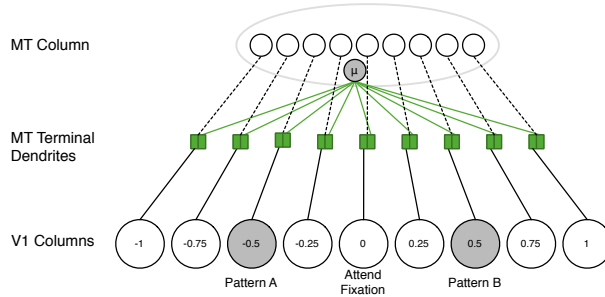 MT Column
μ
MT Terminal
Dendrites
V1 Columns
-1 -0.75 -0.5 -0.25 0 0.25 0.5 0.75 1
Pattern A
Attend
Fixation
Pattern B